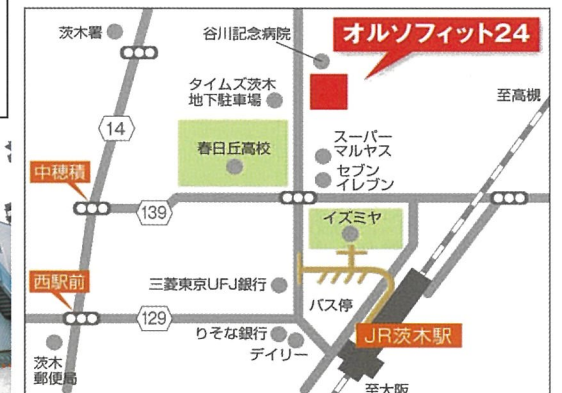 茨木署
谷川記念病院
オルソフィット24
タイムズ茨木
地下駐車場
至高槻
14
スーパー
マルヤス
春日丘高校
セブン
イレブン
中穂積
139
イズミヤ
西駅前
三菱東京UFJ銀行
バス停
129
りそな銀行
デイリー
JR茨木駅
茨木
郵便局
至大阪